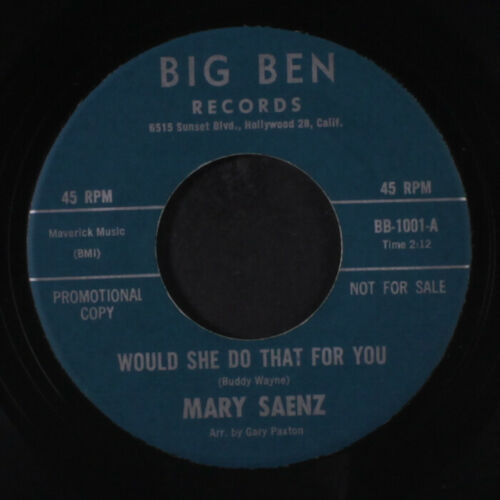 BIG BEN
RECORDS
6515 Sunset Blvd., Hollywood 28, Calif.
45 RPM
45 RPM
Maverick Music
(BMI)
BB-1001-A
Time 2:12
PROMOTIONAL
COPY
NOT FOR SALE
WOULD SHE DO THAT FOR YOU
(Buddy Wayne)
MARY SAENZ
Arr. by Gary Paxton